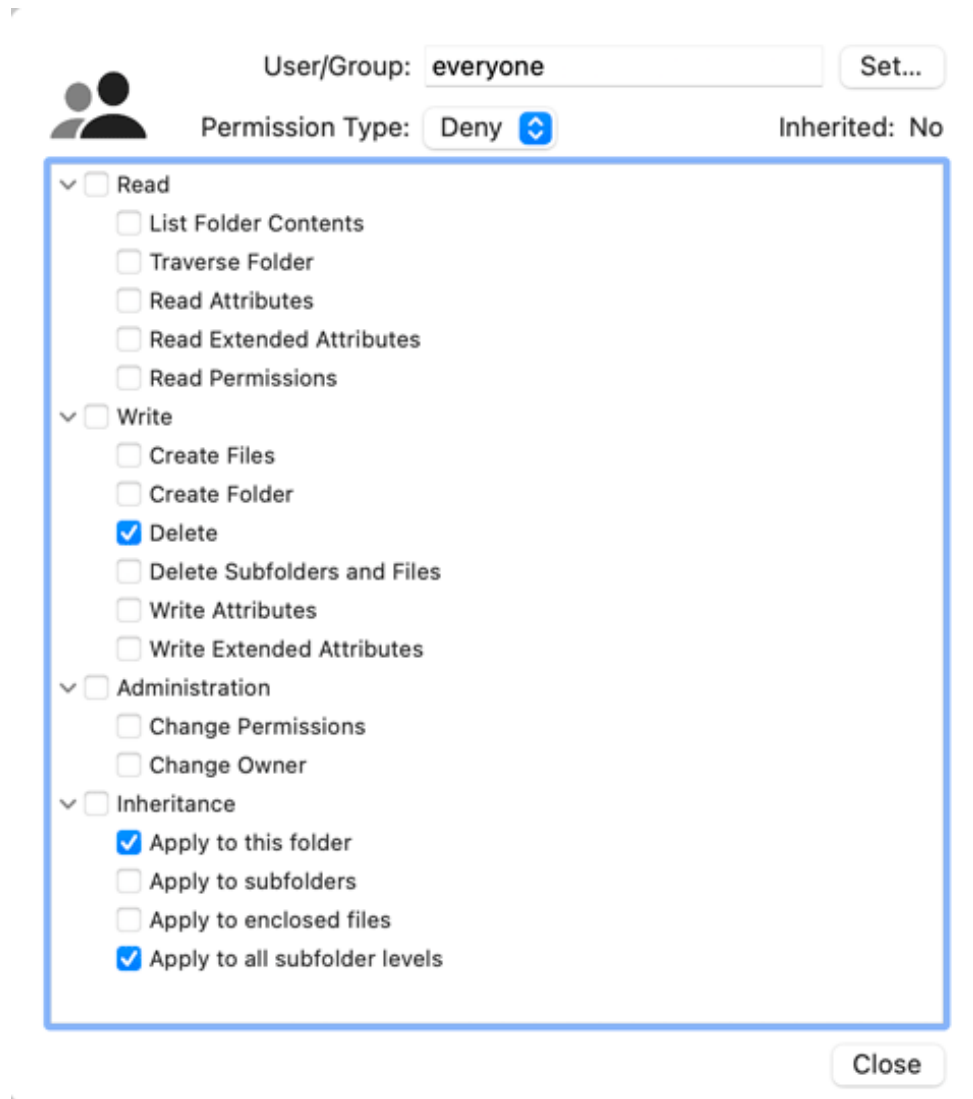 User/Group: everyone Set...
Permission Type: Deny Inherited: No
Read
List Folder Contents
Traverse Folder
Read Attributes
Read Extended Attributes
Read Permissions
Write
Create Files
Create Folder
Delete
Delete Subfolders and Files
Write Attributes
Write Extended Attributes
Administration
Change Permissions
Change Owner
Inheritance
Apply to this folder
Apply to subfolders
Apply to enclosed files
Apply to all subfolder levels
Close